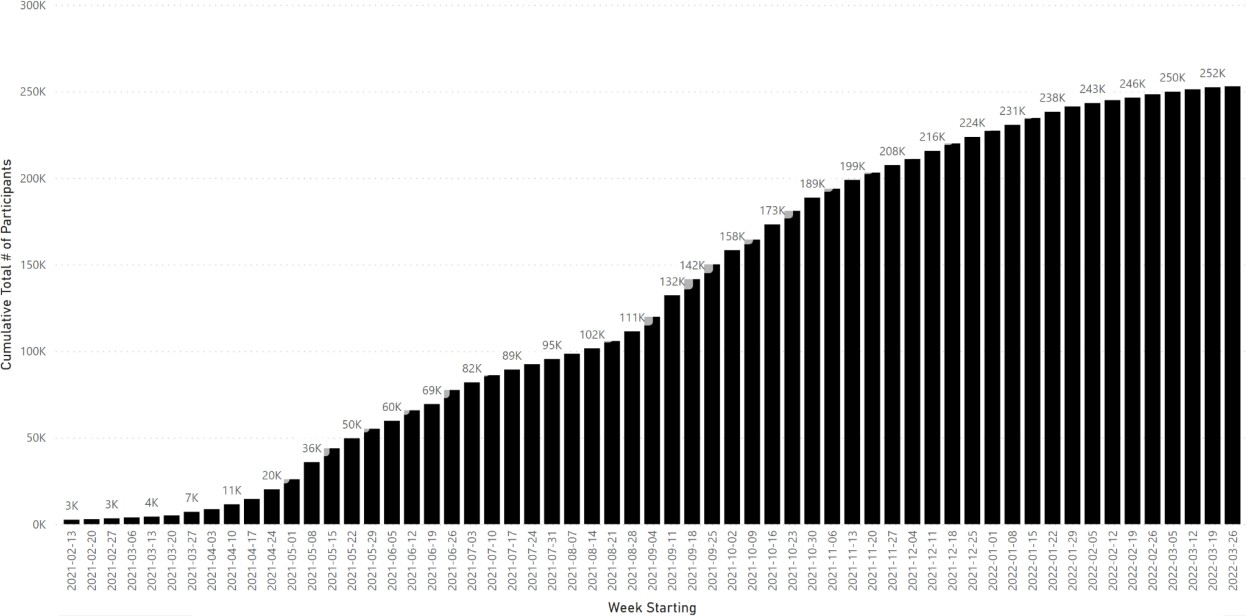 300K
250K
200K
150K
100K
50K
0K
Cumulative Total # of Participants
3K
3K
4K
7K
11K
20K
36K
50K
60K
69K
82K
89K
95K
102K
111K
132K
142K
158K
173K
189K
199K
208K
216K
224K
231K
238K
243K
246K
250K
252K
2021-02-13
2021-02-20
2021-02-27
2021-03-06
2021-03-13
2021-03-20
2021-03-27
2021-04-03
2021-04-10
2021-04-17
2021-04-24
2021-05-01
2021-05-08
2021-05-15
2021-05-22
2021-05-29
2021-06-05
2021-06-12
2021-06-19
2021-06-26
2021-07-03
2021-07-10
2021-07-17
2021-07-24
2021-07-31
2021-08-07
2021-08-14
2021-08-21
2021-08-28
2021-09-04
2021-09-11
2021-09-18
2021-09-25
2021-10-02
2021-10-09
2021-10-16
2021-10-23
2021-10-30
2021-11-06
2021-11-13
2021-11-20
2021-11-27
2021-12-04
2021-12-11
2021-12-18
2021-12-25
2022-01-01
2022-01-08
2022-01-15
2022-01-22
2022-01-29
2022-02-05
2022-02-12
2022-02-19
2022-02-26
2022-03-05
2022-03-12
2022-03-19
2022-03-26
Week Starting